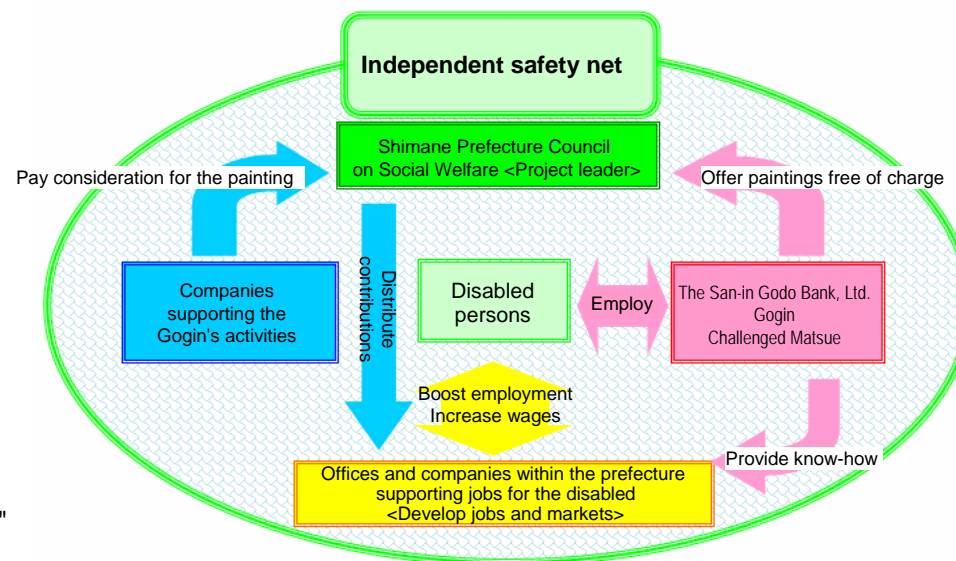 Independent safety net
Shimane Prefecture Council
on Social Welfare <Project leader>
Pay consideration for the painting
Offer paintings free of charge
Companies
supporting the
Gogin's activities
Distribute
contributions
Disabled
persons
Employ
The San-in Godo Bank, Ltd.
Gogin
Challenged Matsue
Boost employment
Increase wages
Provide know-how
Offices and companies within the prefecture
supporting jobs for the disabled
<Develop jobs and markets>
"